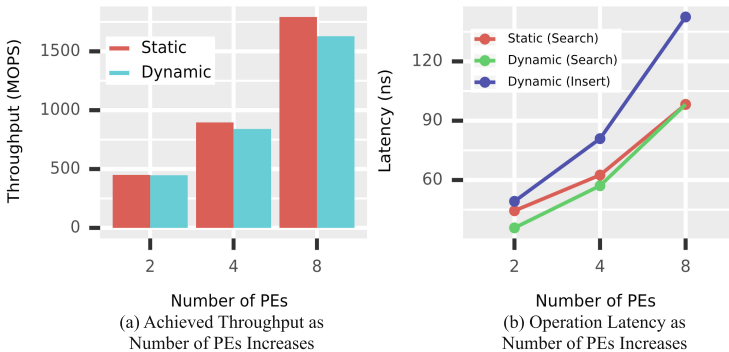 Throughput (MOPS)
1500
1000
500
0
Static
Dynamic
2 4 8
Number of PEs
(a) Achieved Throughput as
Number of PEs Increases
Latency (ns)
120
90
60
Static (Search)
Dynamic (Search)
Dynamic (Insert)
2 4 8
Number of PEs
(b) Operation Latency as
Number of PEs Increases